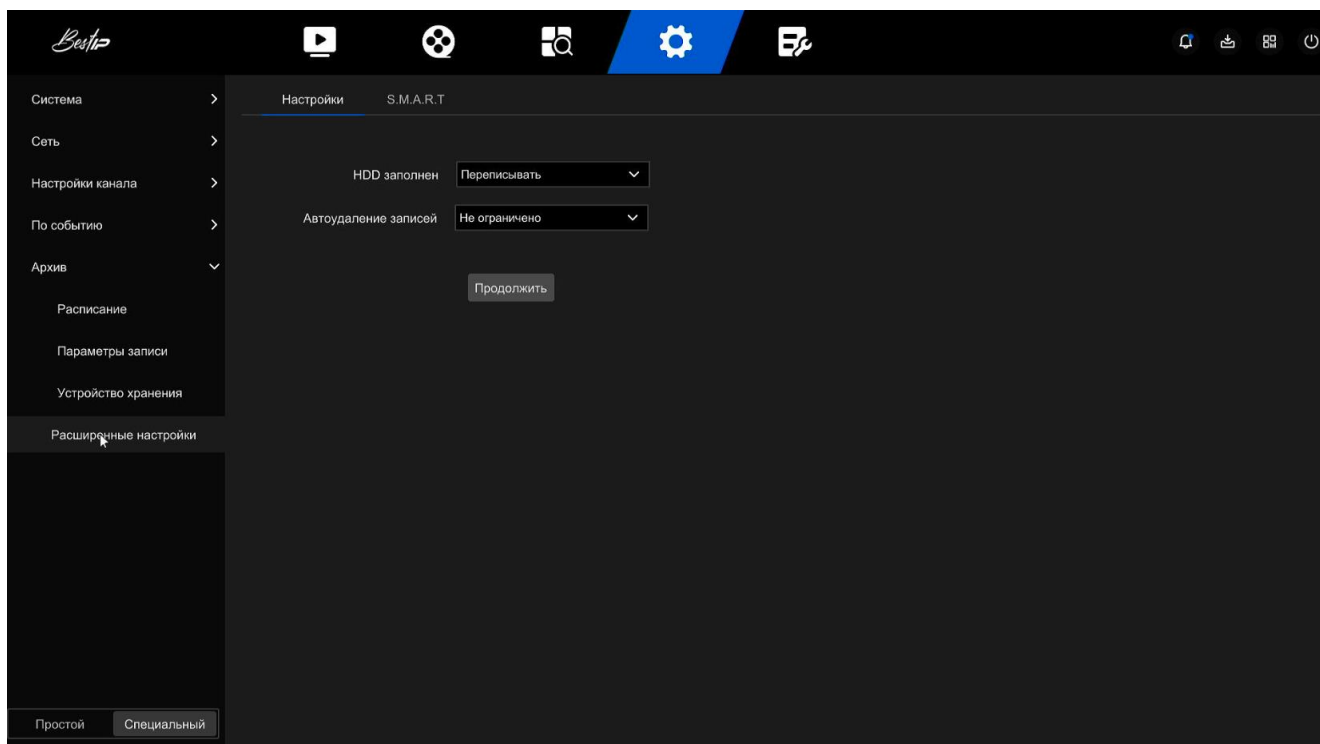 BestIP
Система
Сеть
Настройки канала
По событию
Архив
Расписание
Параметры записи
Устройство хранения
Расширенные настройки
Простой Специальный
Настройки S.M.A.R.T
HDD заполнен Переписывать
Автоудаление записей Не ограничено
Продолжить